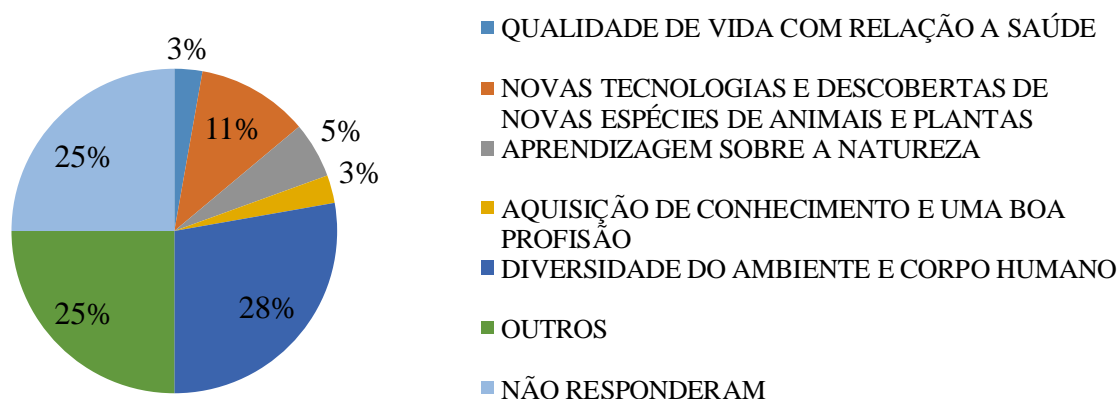 3%
11%
5%
3%
28%
25%
25%
QUALIDADE DE VIDA COM RELAÇÃO A SAÚDE
NOVAS TECNOLOGIAS E DESCOBERTAS DE
NOVAS ESPÉCIES DE ANIMAIS E PLANTAS
APRENDIZAGEM SOBRE A NATUREZA
AQUISIÇÃO DE CONHECIMENTO E UMA BOA
PROFISÃO
DIVERSIDADE DO AMBIENTE E CORPO HUMANO
OUTROS
NÃO RESPONDERAM